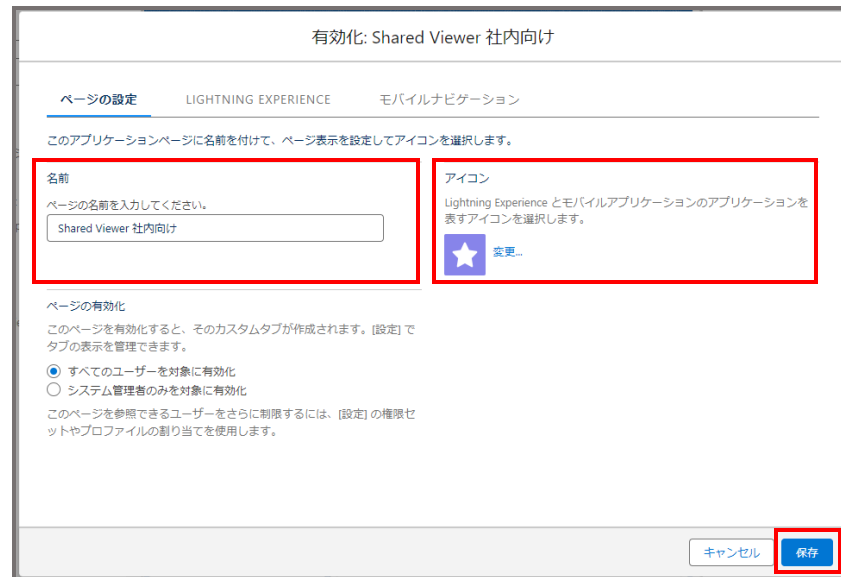 有効化: Shared Viewer 社内向け
ページの設定
LIGHTNING EXPERIENCE
モバイルナビゲーション
このアプリケーションページに名前を付けて、ページ表示を設定してアイコンを選択します。
名前
ページの名前を入力してください。
Shared Viewer 社内向け
アイコン
Lightning Experience とモバイルアプリケーションのアプリケーションを
表すアイコンを選択します。
変更...
ページの有効化
このページを有効化すると、そのカスタムタブが作成されます。[設定] で
タブの表示を管理できます。
すべてのユーザーを対象に有効化
システム管理者のみを対象に有効化
このページを参照できるユーザーをさらに制限するには、[設定] の権限セ
ットやプロファイルの割り当てを使用します。
キャンセル
保存